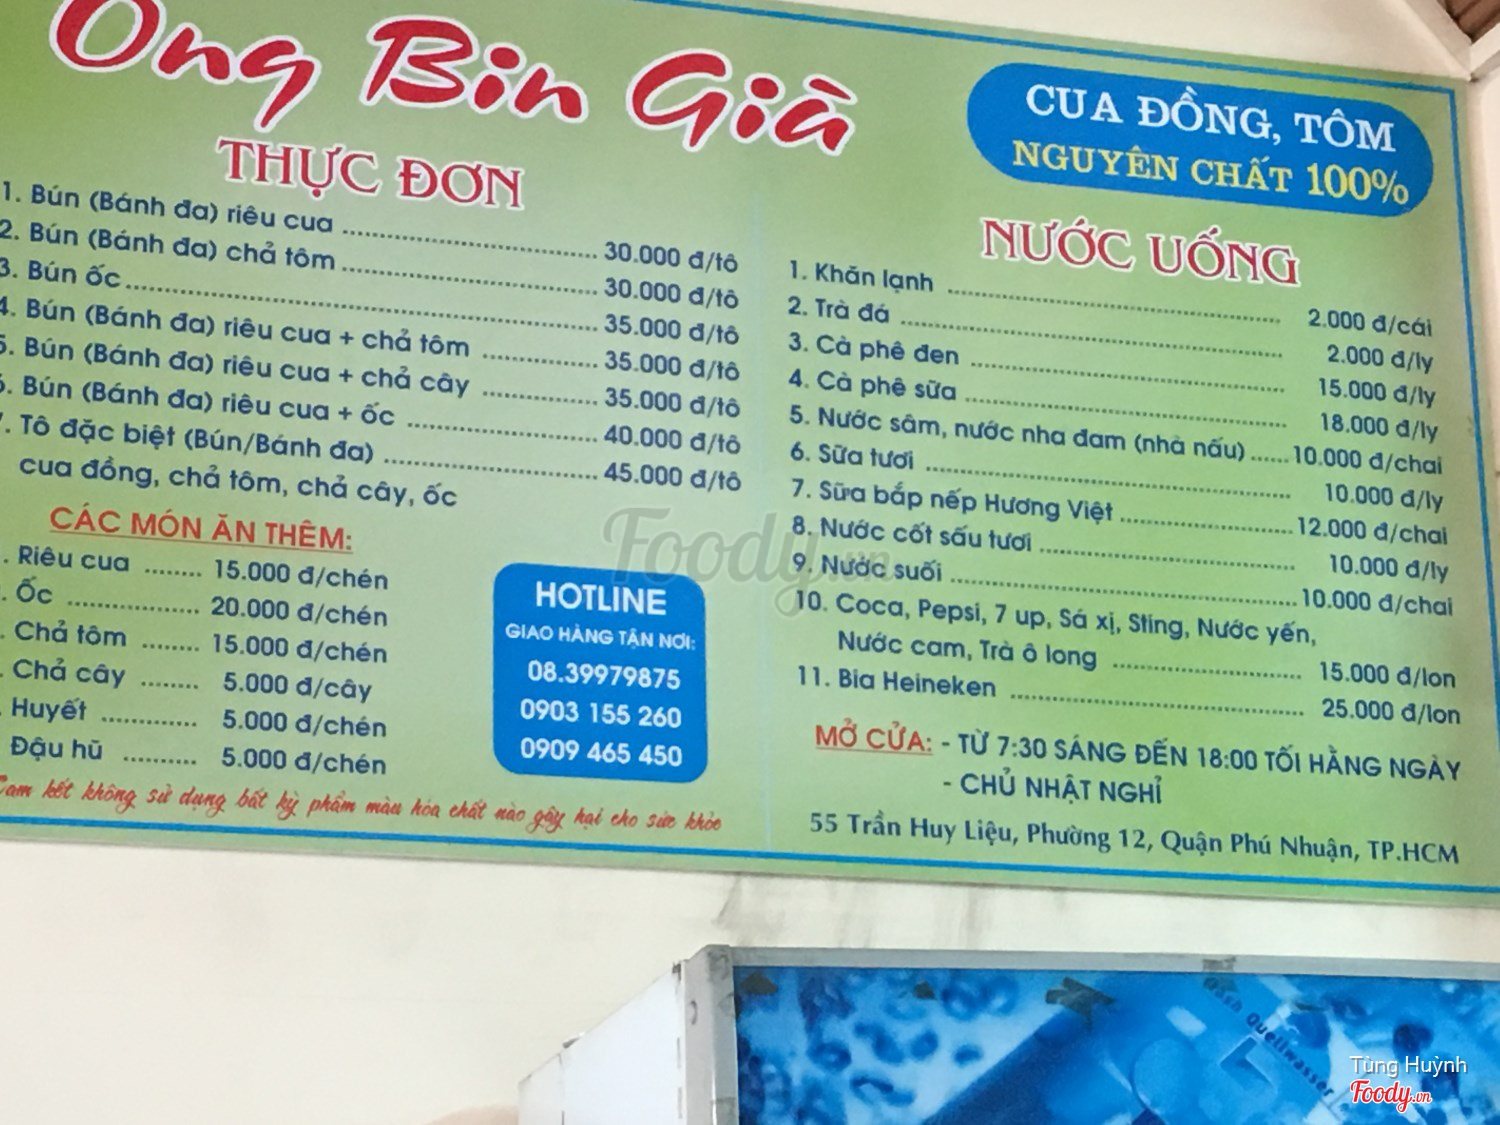 Ông Bin Già
CUA ĐỒNG, TÔM
NGUYÊN CHẤT 100%
THỰC ĐƠN
1. Bún (Bánh đa) riêu cua ........ 30.000 đ/tô
2. Bún (Bánh đa) chả tôm ........ 30.000 đ/tô
3. Bún ốc ........ 35.000 đ/tô
4. Bún (Bánh đa) riêu cua + chả tôm ........ 35.000 đ/tô
5. Bún (Bánh đa) riêu cua + chả cây ........ 35.000 đ/tô
6. Bún (Bánh đa) riêu cua + ốc ........ 40.000 đ/tô
7. Tô đặc biệt (Bún/Bánh đa) ........ 45.000 đ/tô
cua đồng, chả tôm, chả cây, ốc
CÁC MÓN ĂN THÊM:
. Riêu cua ........ 15.000 đ/chén
. Ốc ........ 20.000 đ/chén
. Chả tôm ........ 15.000 đ/chén
. Chả cây ........ 5.000 đ/cây
. Huyết ........ 5.000 đ/chén
Đậu hũ ........ 5.000 đ/chén
HOTLINE
GIAO HÀNG TẬN NƠI:
08.39979875
0903 155 260
0909 465 450
Cam kết không sử dụng bất kỳ phẩm màu hóa chất nào gây hại cho sức khỏe
NƯỚC UỐNG
1. Khăn lạnh ........ 2.000 đ/cái
2. Trà đá ........ 2.000 đ/ly
3. Cà phê đen ........ 15.000 đ/ly
4. Cà phê sữa ........ 18.000 đ/ly
5. Nước sâm, nước nha đam (nhà nấu) ...... 10.000 đ/chai
6. Sữa tươi ........ 10.000 đ/ly
7. Sữa bắp nếp Hương Việt ........ 12.000 đ/chai
8. Nước cốt sấu tươi ........ 10.000 đ/ly
9. Nước suối ........ 10.000 đ/chai
10. Coca, Pepsi, 7 up, Sá xị, Sting, Nước yến,
Nước cam, Trà ô long ........ 15.000 đ/lon
11. Bia Heineken ........ 25.000 đ/lon
MỞ CỬA: - TỪ 7:30 SÁNG ĐẾN 18:00 TỐI HẰNG NGÀY
- CHỦ NHẬT NGHỈ
55 Trần Huy Liệu, Phường 12, Quận Phú Nhuận, TP.HCM
Foody.vn
Quellwasser
Tùng Huỳnh
Foody.vn